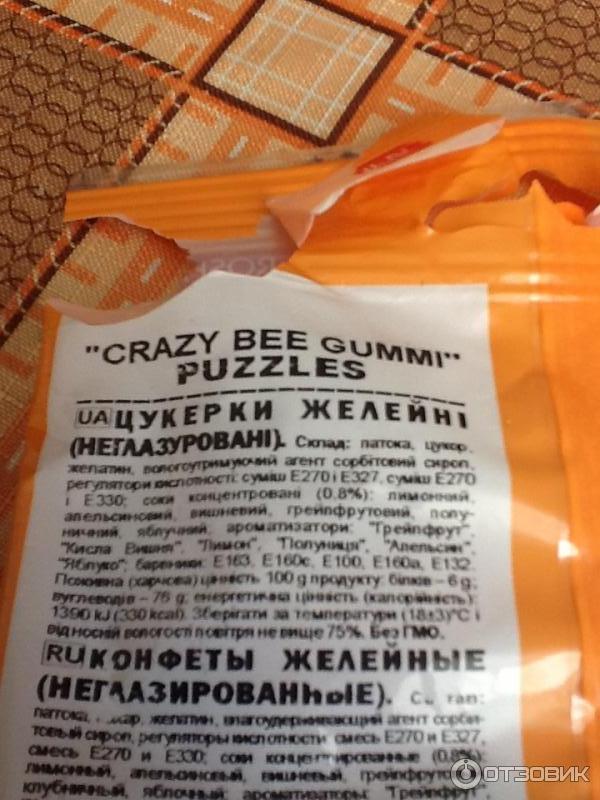 "CRAZY BEE GUMMI"
PUZZLES
UA ЦУКЕРКИ ЖЕЛЕЙНІ
(НЕГЛАЗУРОВАНІ). Склад: патока, цукор,
желатин, вологоутримуючий агент сорбітовий сироп,
регулятори кислотності: суміш Е270 і Е327, суміш Е270
і Е330; соки концентровані (0.8%): лимонний,
апельсиновий, вишневий, грейпфрутовий, полу-
ничний, яблучний; ароматизатори: "Грейпфрут",
"Кисла Вишня", "Лимон", "Полуниця", "Апельсин",
"Яблуко"; барвники: Е163, Е160с, Е100, Е160а, Е132.
Поживна (харчова) цінність 100 g продукту: білків – 6 g;
вуглеводів – 76 g; енергетична цінність (калорійність):
1390 kJ (330 kcal). Зберігати за температури (18±3)°C і
відносній вологості повітря не вище 75%. Без ГМО.
RU КОНФЕТЫ ЖЕЛЕЙНЫЕ
(НЕГЛАЗИРОВАННЫЕ).
патока, желатин, влагоудерживающий агент сорби-
товый сироп, регуляторы кислотности: смесь Е270 и Е327,
смесь Е270 и Е330; соки концентрированные (0.8%):
лимонный, апельсиновый, вишневый, грейпфруто
клубничный, яблочный; ароматизаторы: "Грейпфрут"
ОТЗОВИК